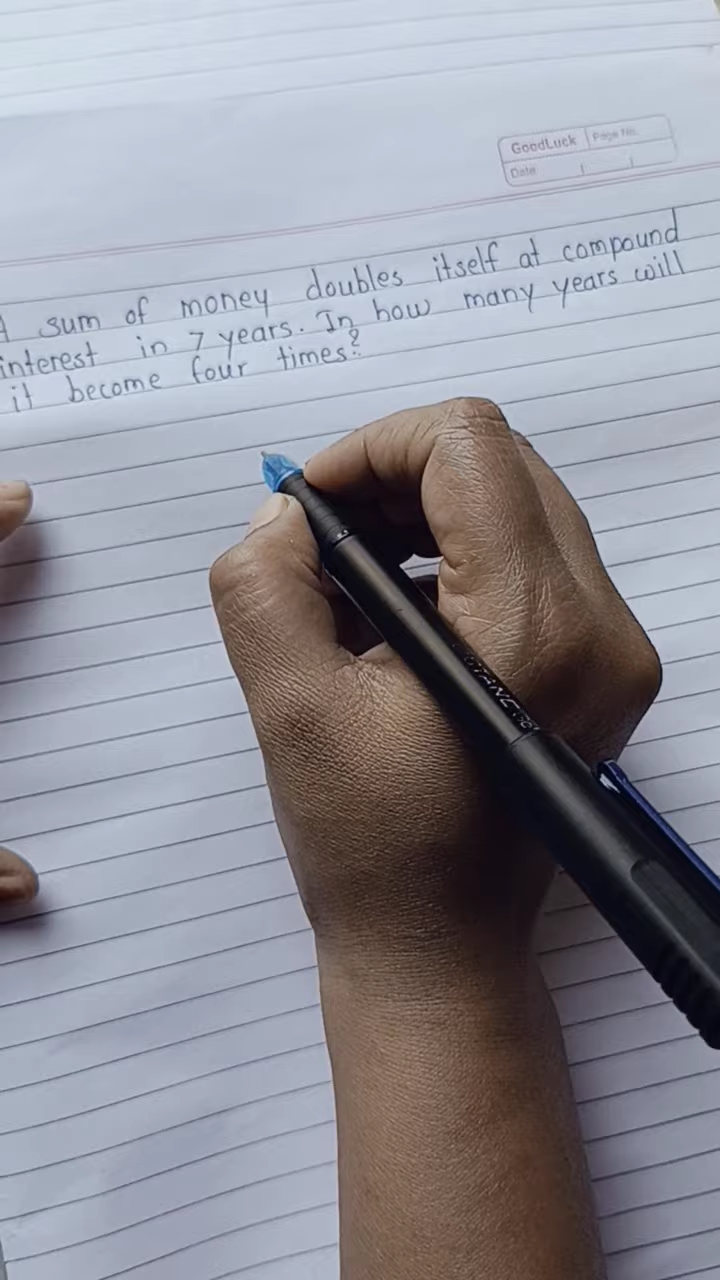 GoodLuck Page No.
Date
A sum of money doubles itself at compound
interest in 7 years. In how many years will
it become four times?